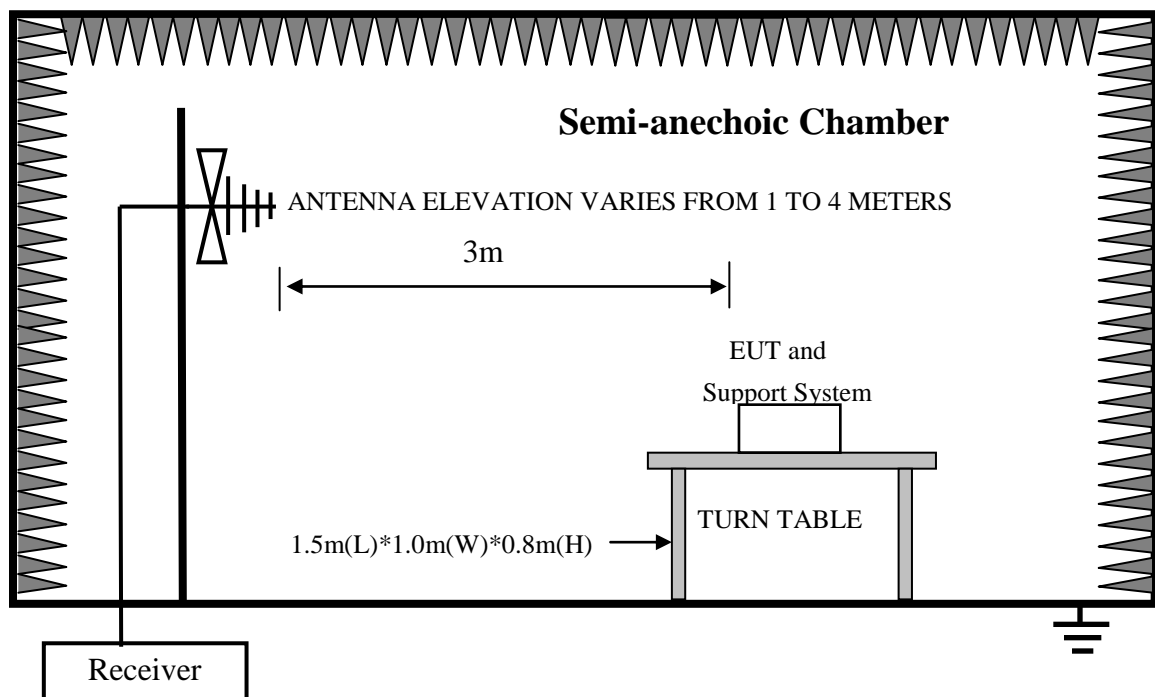 Semi-anechoic Chamber
ANTENNA ELEVATION VARIES FROM 1 TO 4 METERS
3m
EUT and
Support System
TURN TABLE
1.5m(L)*1.0m(W)*0.8m(H)
Receiver